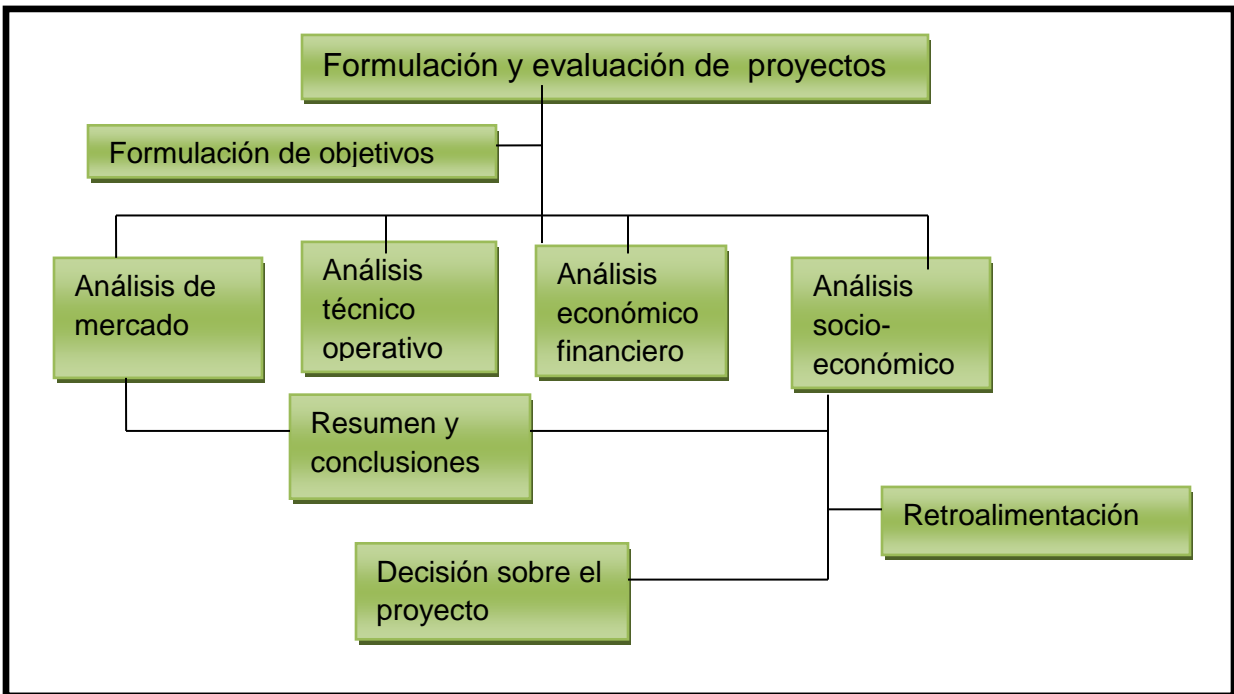 Formulación y evaluación de proyectos
Formulación de objetivos
Análisis de
mercado
Análisis
técnico
operativo
Análisis
económico
financiero
Análisis
socio-
económico
Resumen y
conclusiones
Retroalimentación
Decisión sobre el
proyecto